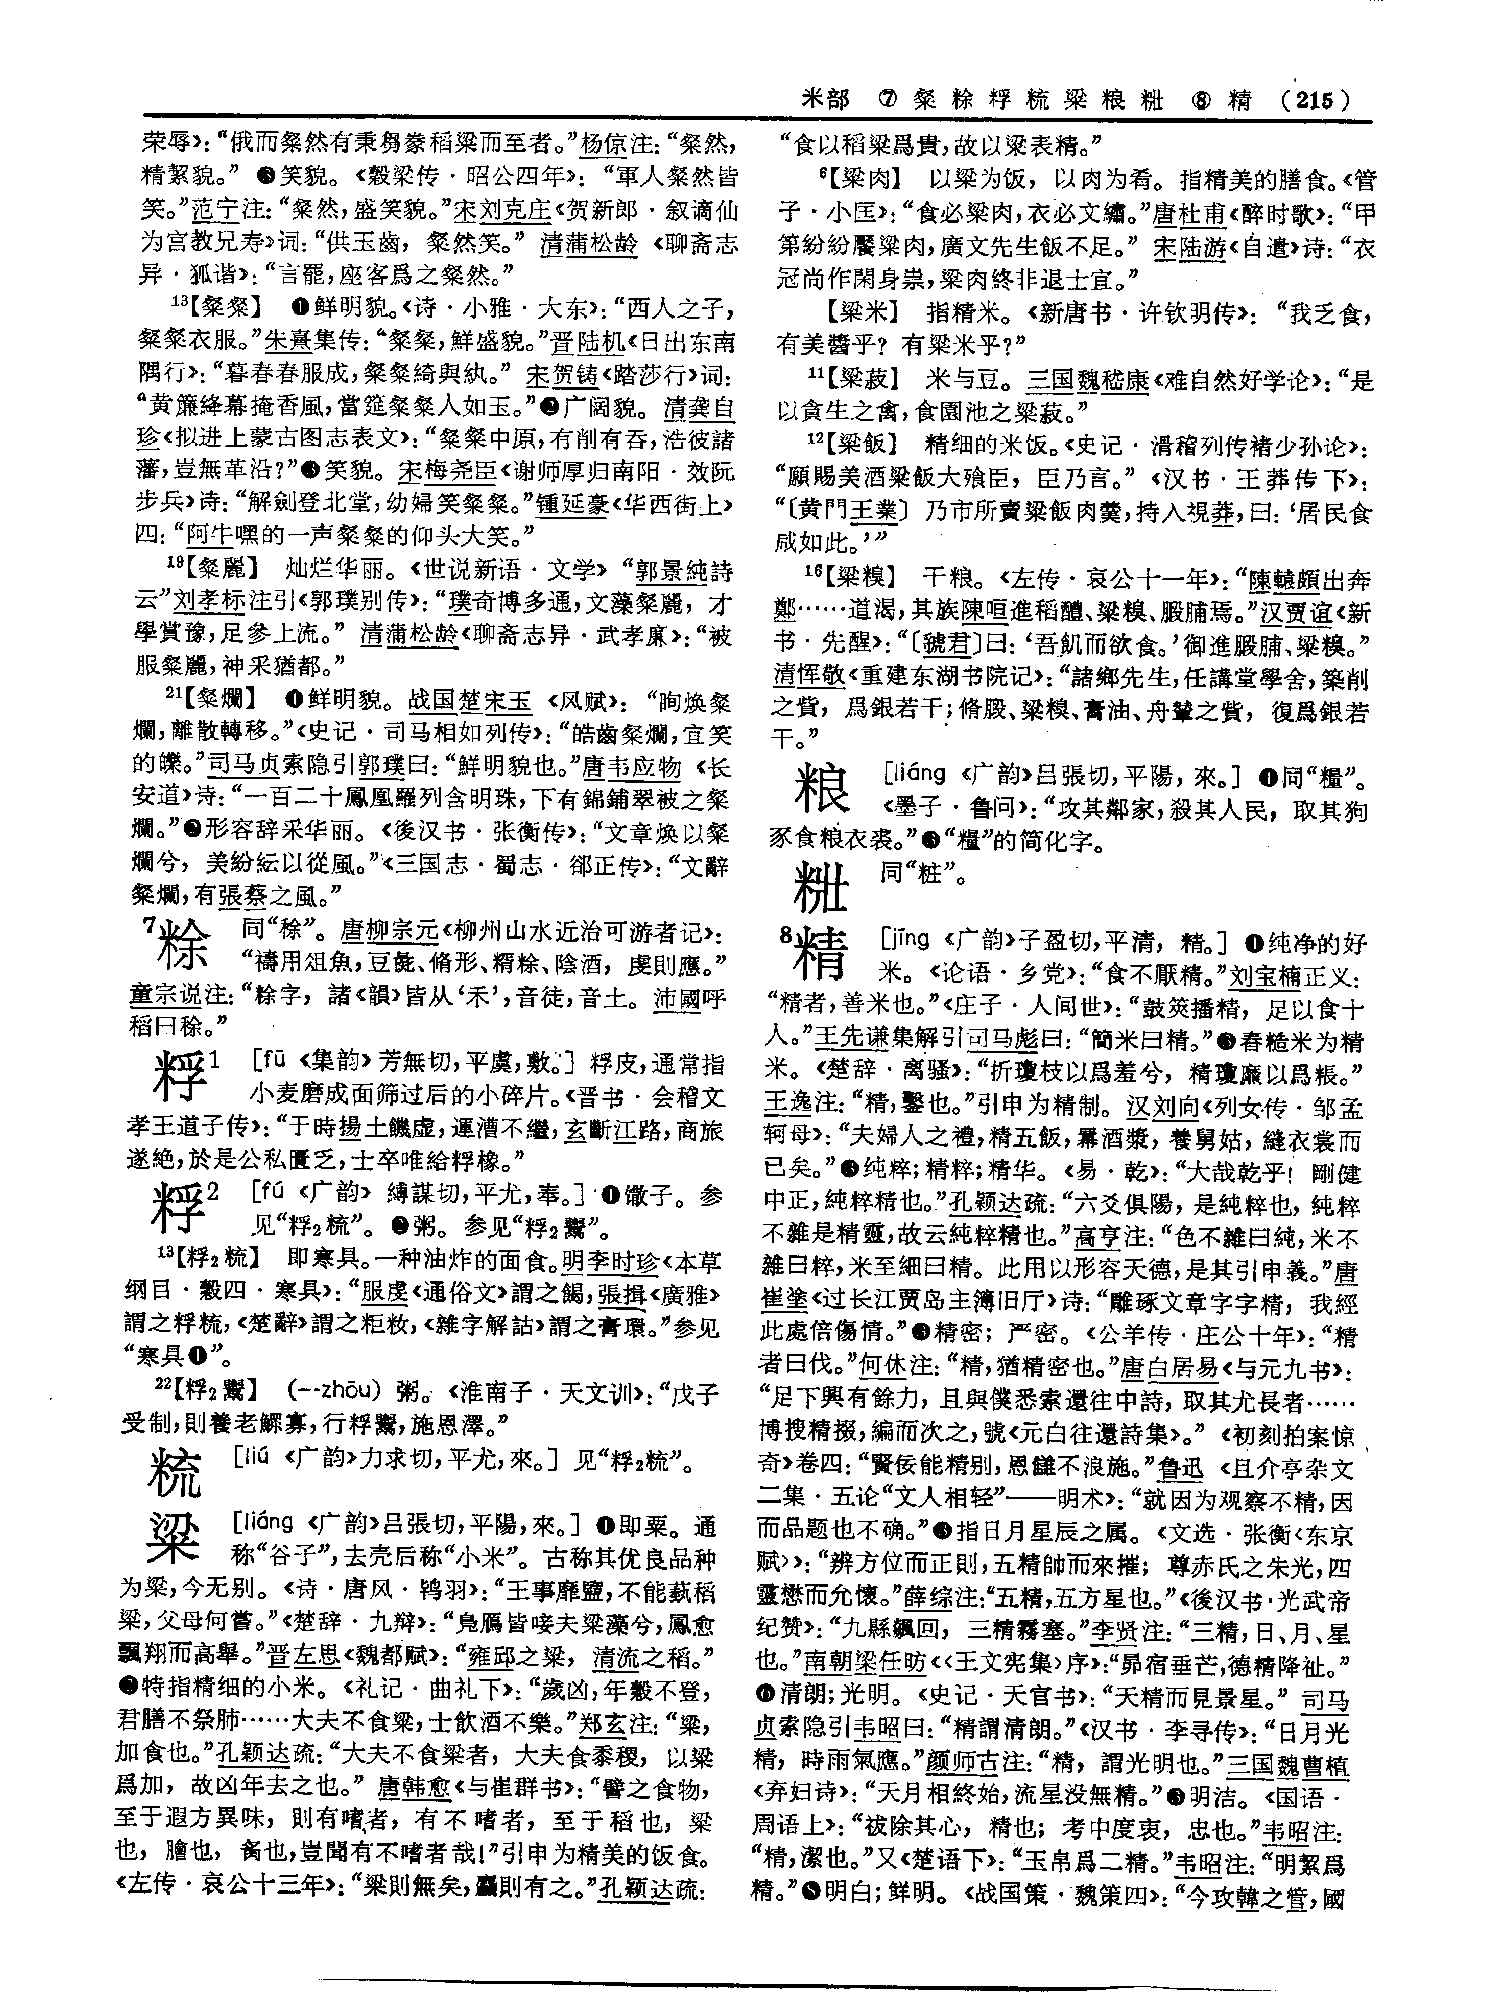 米部 ⑦ 粲 粽 稃 梳 粱 粮 粃 ⑧ 精 (215)
荣辱》：“俄而粲然有秉芻豢稻粱而至者。”杨倞注：“粲然，
精絜貌。” ❸笑貌。《穀梁传·昭公四年》：“軍人粲然皆
笑。”范宁注：“粲然，盛笑貌。”宋刘克庄《贺新郎·叙谪仙
为宫教兄寿》词：“供玉齒，粲然笑。” 清蒲松龄《聊斋志
异·狐谐》：“言罷，座客爲之粲然。”
13【粲粲】 ❶鲜明貌。《诗·小雅·大东》：“西人之子，
粲粲衣服。”朱熹集传：“粲粲，鮮盛貌。”晋陆机《日出东南
隅行》：“暮春春服成，粲粲綺與紈。” 宋贺铸《踏莎行》词：
“黄簾絳幕掩香風，當筵粲粲人如玉。”❷广阔貌。 清龚自
珍《拟进上蒙古图志表文》：“粲粲中原，有削有吞，浩彼諸
藩，豈無革沿？”❸笑貌。 宋梅尧臣《谢师厚归南阳·效阮
步兵》诗：“解劍登北堂，幼婦笑粲粲。”锺延豪《华西街上》
四：“阿牛嘿的一声粲粲的仰头大笑。”
19【粲麗】 灿烂华丽。《世说新语·文学》“郭景純詩
云”刘孝标注引《郭璞别传》：“璞奇博多通，文藻粲麗，才
學賞豫，足參上流。” 清蒲松龄《聊斋志异·武孝廉》：“被
服粲麗，神采猶都。”
21【粲爛】 ❶鲜明貌。 战国楚宋玉《风赋》：“眴焕粲
爛，離散轉移。”《史记·司马相如列传》：“皓齒粲爛，宜笑
的皪。”司马贞索隐引郭璞曰：“鮮明貌也。”唐韦应物《长
安道》诗：“一百二十鳳凰羅列含明珠，下有錦鋪翠被之粲
爛。”❷形容辞采华丽。《後汉书·张衡传》：“文章焕以粲
爛兮，美紛紜以從風。”《三国志·蜀志·郤正传》：“文辭
粲爛，有張蔡之風。”
7 粽 同“稌”。唐柳宗元《柳州山水近治可游者记》：
“禱用俎魚，豆彘、脩形、糈粽、陰酒，虔則應。”
童宗说注：“粽字，諸《韻》皆从‘禾’，音徒，音土。沛國呼
稻曰稌。”
粰1 [fū《集韵》芳無切，平虞，敷。] 粰皮，通常指
小麦磨成面筛过后的小碎片。《晋书·会稽文
孝王道子传》：“于時揚土饑虚，運漕不繼，玄斷江路，商旅
遂絶，於是公私匱乏，士卒唯給粰橡。”
粰2 [fú《广韵》縛謀切，平尤，奉。] ❶馓子。参
见“粰2梳”。❷粥。参见“粰2鬻”。
13【粰2梳】 即寒具。一种油炸的面食。明李时珍《本草
纲目·穀四·寒具》：“服虔《通俗文》謂之餲，張揖《廣雅》
謂之粰梳，《楚辭》謂之粔籹，《雜字解詁》謂之膏環。”参见
“寒具❶”。
22【粰2鬻】 (--zhōu) 粥。《淮南子·天文训》：“戊子
受制，則養老鰥寡，行粰鬻，施恩澤。”
梳 [liú《广韵》力求切，平尤，來。] 见“粰2梳”。
粱 [liáng《广韵》吕張切，平陽，來。] ❶即粟。通
称“谷子”，去壳后称“小米”。古称其优良品种
为粱，今无别。《诗·唐风·鸨羽》：“王事靡盬，不能蓺稻
粱，父母何嘗。”《楚辞·九辩》：“鳧鴈皆唼夫粱藻兮，鳳愈
飄翔而高舉。”晋左思《魏都赋》：“雍邱之粱，清流之稻。”
❷特指精细的小米。《礼记·曲礼下》：“歲凶，年穀不登，
君膳不祭肺……大夫不食粱，士飲酒不樂。”郑玄注：“粱，
加食也。”孔颖达疏：“大夫不食粱者，大夫食黍稷，以粱
爲加，故凶年去之也。” 唐韩愈《与崔群书》：“譬之食物，
至于遐方異味，則有嗜者，有不嗜者，至于稻也，粱
也，膾也，胾也，豈聞有不嗜者哉！”引申为精美的饭食。
《左传·哀公十三年》：“粱則無矣，麤則有之。”孔颖达疏：
“食以稻粱爲貴，故以粱表精。”
6【粱肉】 以粱为饭，以肉为肴。指精美的膳食。《管
子·小匡》：“食必粱肉，衣必文繡。”唐杜甫《醉时歌》：“甲
第紛紛饜粱肉，廣文先生飯不足。” 宋陆游《自遣》诗：“衣
冠尚作閑身祟，粱肉終非退士宜。”
【粱米】 指精米。《新唐书·许钦明传》：“我乏食，
有美醬乎？有粱米乎？”
11【粱菽】 米与豆。三国魏嵇康《难自然好学论》：“是
以食生之禽，食園池之粱菽。”
12【粱飯】 精细的米饭。《史记·滑稽列传褚少孙论》：
“願賜美酒粱飯大飱臣，臣乃言。”《汉书·王莽传下》：
“〔黄門王業〕乃市所賣粱飯肉羹，持入視莽，曰：‘居民食
咸如此。’”
16【粱糗】 干粮。《左传·哀公十一年》：“陳轅頗出奔
鄭……道渴，其族陳咺進稻醴、粱糗、腶脯焉。”汉贾谊《新
书·先醒》：“〔虢君〕曰：‘吾飢而欲食。’御進腶脯、粱糗。”
清恽敬《重建东湖书院记》：“諸鄉先生，任講堂學舍，築削
之貲，爲銀若干；脩腶、粱糗、膏油、舟輦之貲，復爲銀若
干。”
粮 [liáng《广韵》吕張切，平陽，來。] ❶同“糧”。
《墨子·鲁问》：“攻其鄰家，殺其人民，取其狗
豕食粮衣裘。”❷“糧”的简化字。
同“粧”。
8 精 [jīng《广韵》子盈切，平清，精。] ❶纯净的好
米。《论语·乡党》：“食不厭精。”刘宝楠正义：
“精者，善米也。”《庄子·人间世》：“鼓筴播精，足以食十
人。”王先谦集解引司马彪曰：“簡米曰精。”❷舂糙米为精
米。《楚辞·离骚》：“折瓊枝以爲羞兮，精瓊爢以爲粻。”
王逸注：“精，鑿也。”引申为精制。汉刘向《列女传·邹孟
轲母》：“夫婦人之禮，精五飯，冪酒漿，養舅姑，縫衣裳而
已矣。”❸纯粹；精粹；精华。《易·乾》：“大哉乾乎！剛健
中正，純粹精也。”孔颖达疏：“六爻俱陽，是純粹也，純粹
不雜是精靈，故云純粹精也。”高亨注：“色不雜曰純，米不
雜曰粹，米至細曰精。此用以形容天德，是其引申義。”唐
崔塗《过长江贾岛主簿旧厅》诗：“雕琢文章字字精，我經
此處倍傷情。”❹精密；严密。《公羊传·庄公十年》：“精
者曰伐。”何休注：“精，猶精密也。”唐白居易《与元九书》：
“足下興有餘力，且與僕悉索還往中詩，取其尤長者……
博搜精掇，編而次之，號《元白往還詩集》。”《初刻拍案惊
奇》卷四：“賢佞能精别，恩讎不浪施。”鲁迅《且介亭杂文
二集·五论“文人相轻”——明术》：“就因为观察不精，因
而品题也不确。”❺指日月星辰之属。《文选·张衡〈东京
赋〉》：“辨方位而正則，五精帥而來摧；尊赤氏之朱光，四
靈懋而允懷。”薛综注：“五精，五方星也。”《後汉书·光武帝
纪赞》：“九縣飆回，三精霧塞。”李贤注：“三精，日、月、星
也。”南朝梁任昉《〈王文宪集〉序》：“昴宿垂芒，德精降祉。”
❻清朗；光明。《史记·天官书》：“天精而見景星。” 司马
贞索隐引韦昭曰：“精謂清朗。”《汉书·李寻传》：“日月光
精，時雨氣應。”颜师古注：“精，謂光明也。”三国魏曹植
《弃妇诗》：“天月相終始，流星没無精。”❼明洁。《国语·
周语上》：“祓除其心，精也；考中度衷，忠也。”韦昭注：
“精，潔也。”又《楚语下》：“玉帛爲二精。”韦昭注：“明絜爲
精。”❽明白；鲜明。《战国策·魏策四》：“今攻韓之管，國